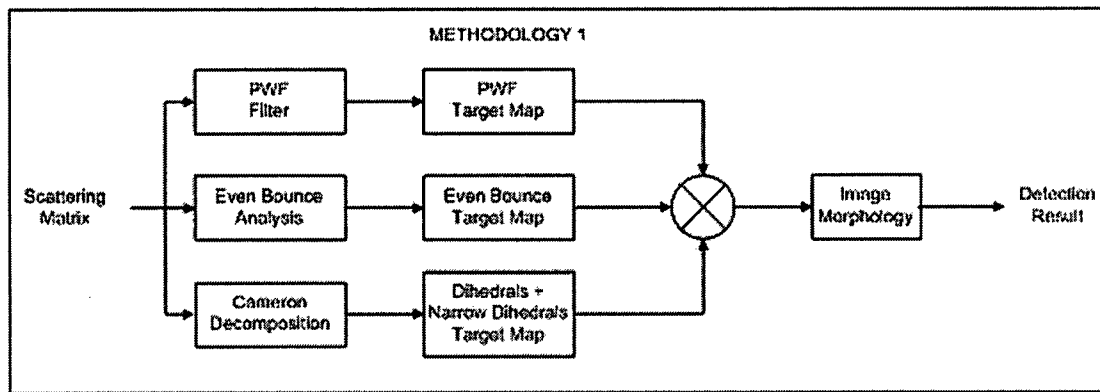 METHODOLOGY 1
PWF
Filter
PWF
Target Map
Scattering
Matrix
Even Bounce
Analysis
Even Bounce
Target Map
Image
Morphology
Detection
Result
Cameron
Decomposition
Dihedrals +
Narrow Dihedrals
Target Map